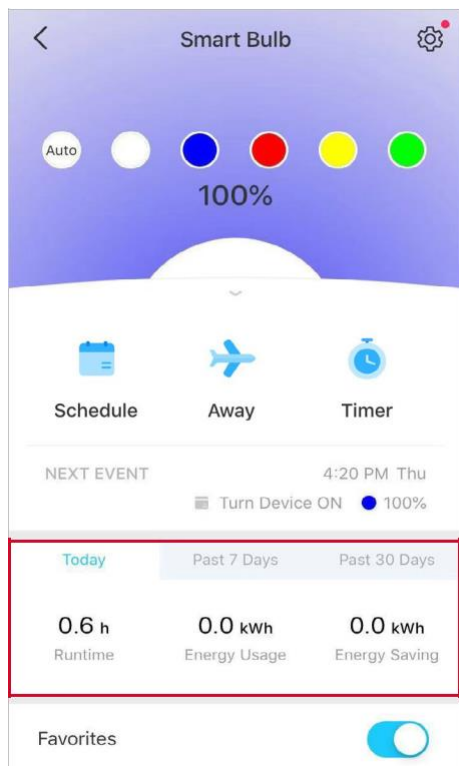 Smart Bulb
Auto
100%
Schedule Away Timer
NEXT EVENT 4:20 PM Thu
Turn Device ON 100%
Today Past 7 Days Past 30 Days
0.6 h 0.0 kWh 0.0 kWh
Runtime Energy Usage Energy Saving
Favorites